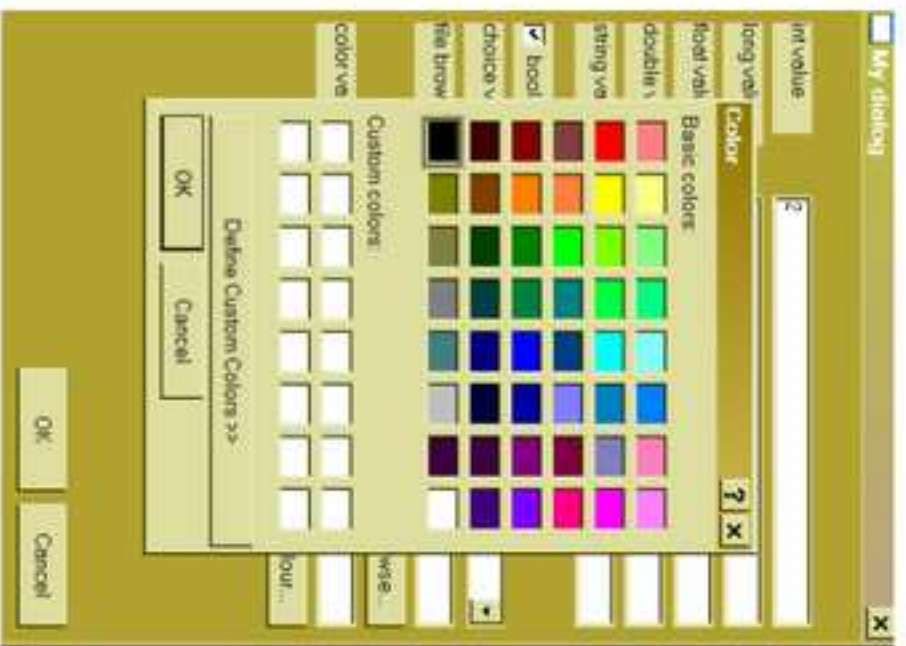 My dialog
int value
2
long val
float valu
double v
string va
bool
choice v
file brow
wse...
color va
lour...
Color
? x
Basic colors:
Custom colors:
Define Custom Colors >>
OK Cancel
OK Cancel